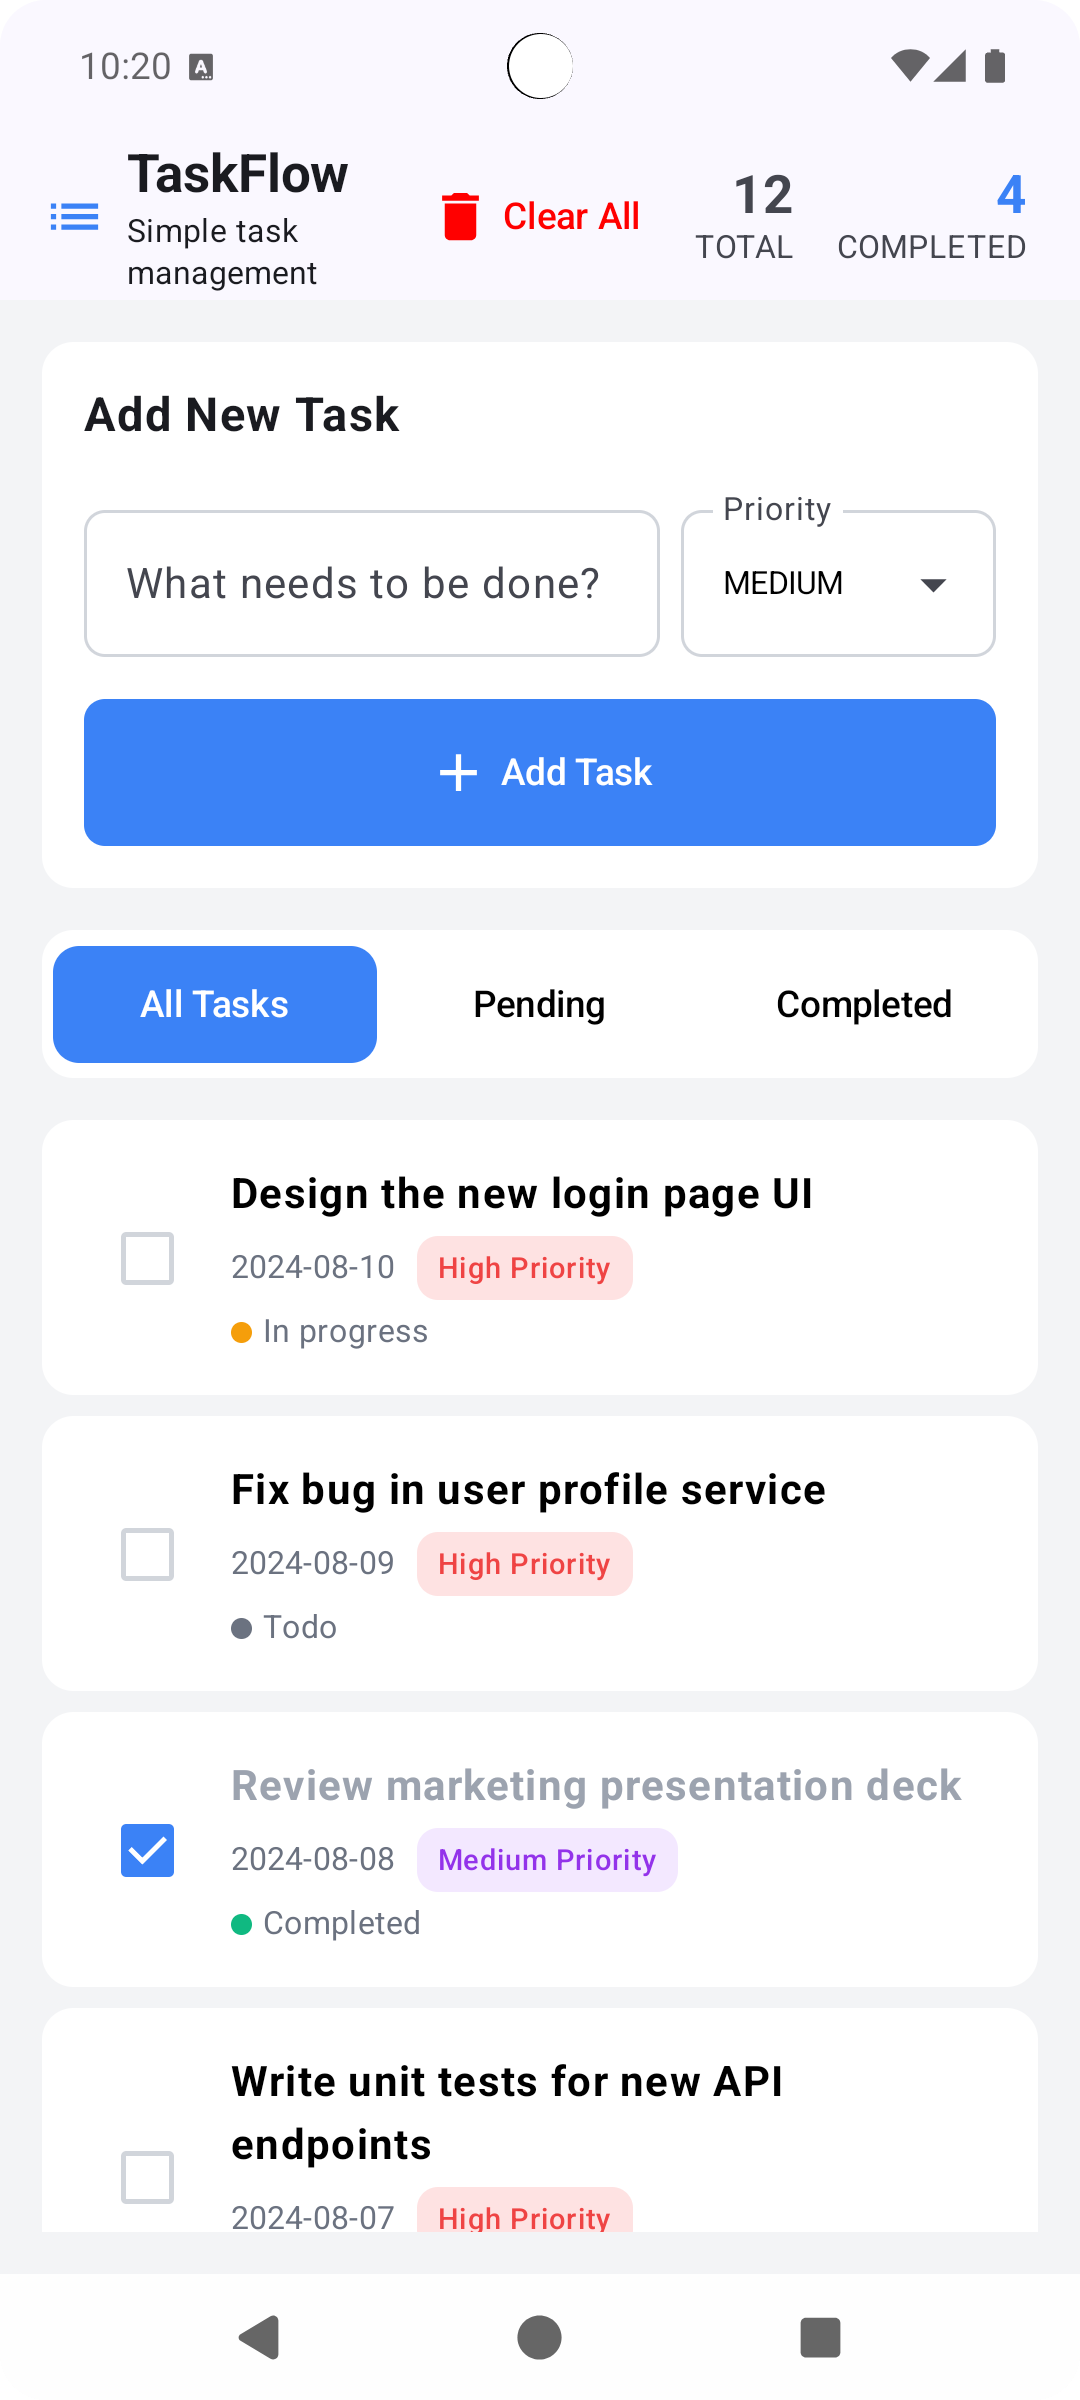 10:20
TaskFlow
Simple task
management
Clear All
12
TOTAL
4
COMPLETED
Add New Task
What needs to be done?
Priority
MEDIUM
Add Task
All Tasks
Pending
Completed
Design the new login page UI
2024-08-10
High Priority
In progress
Fix bug in user profile service
2024-08-09
High Priority
Todo
Review marketing presentation deck
2024-08-08
Medium Priority
Completed
Write unit tests for new API
endpoints
2024-08-07
High Priority